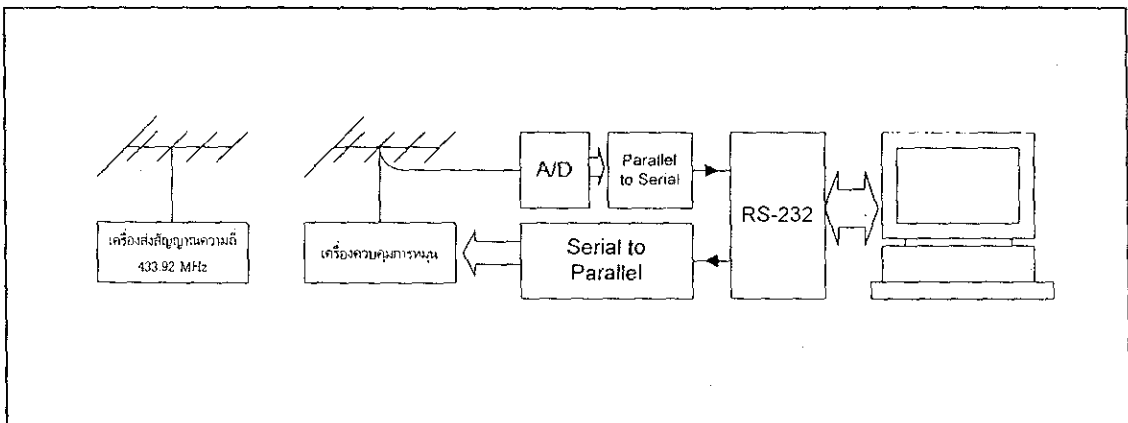 เครื่องส่งสัญญาณความถี่
433.92 MHz
เครื่องควบคุมการหมุน
A/D
Parallel
to Serial
Serial to
Parallel
RS-232